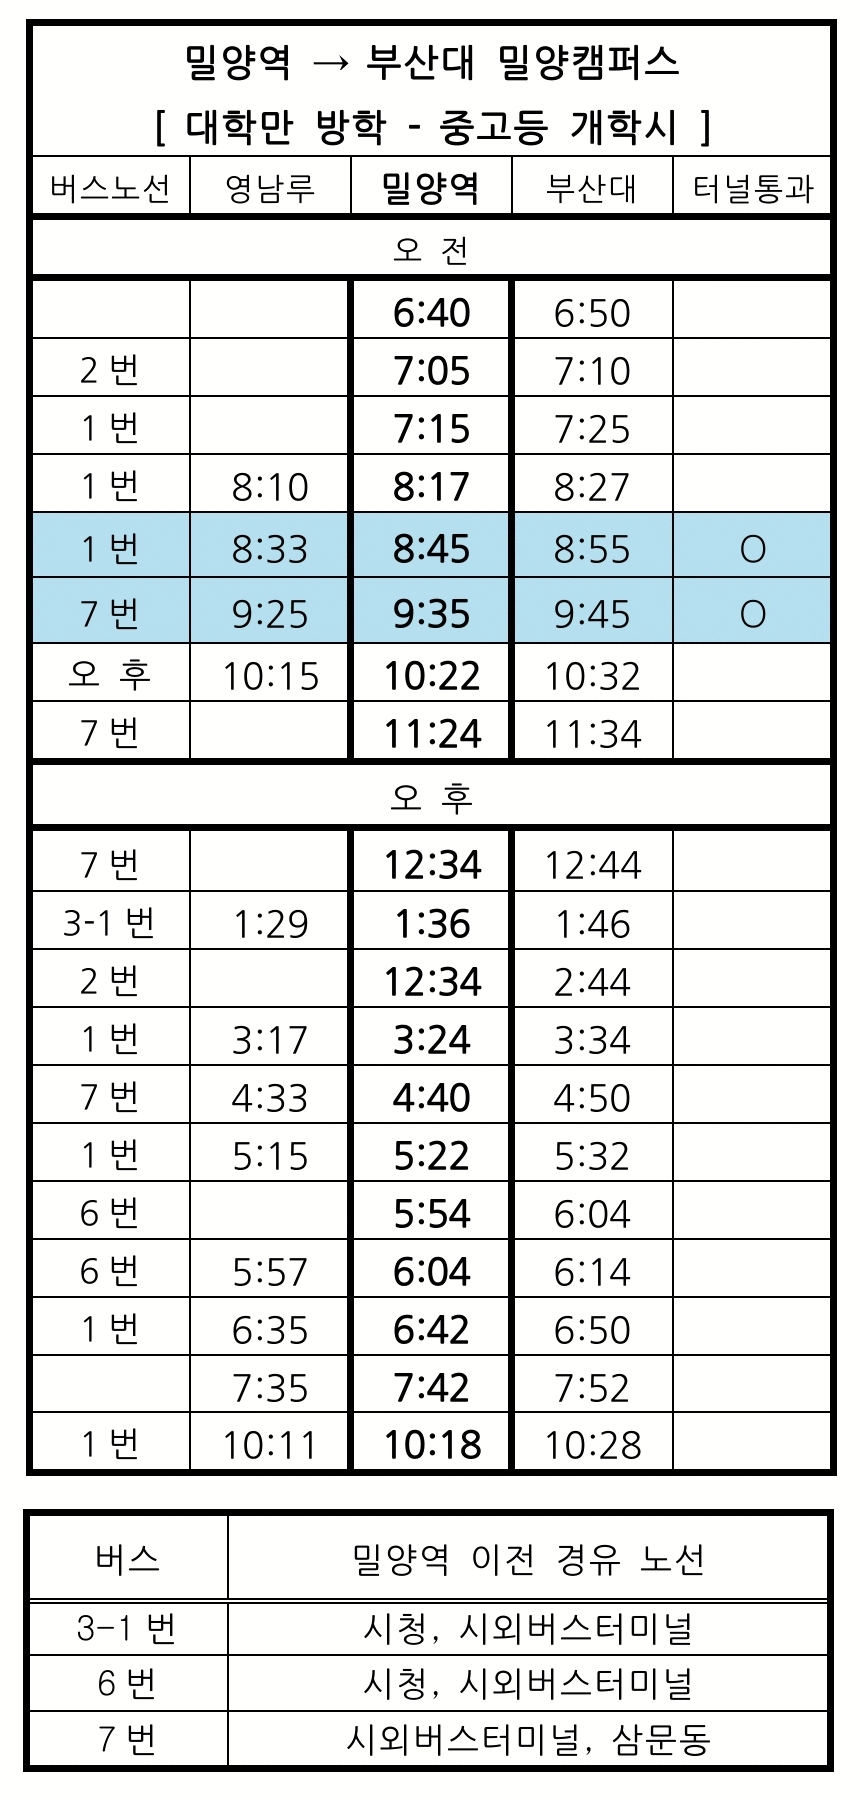 밀양역 → 부산대 밀양캠퍼스
[ 대학만 방학 - 중고등 개학시 ]
버스노선 영남루 밀양역 부산대 터널통과
오 전
6:40 6:50
2 번 7:05 7:10
1 번 7:15 7:25
1 번 8:10 8:17 8:27
1 번 8:33 8:45 8:55 O
7 번 9:25 9:35 9:45 O
오 후 10:15 10:22 10:32
7 번 11:24 11:34
오 후
7 번 12:34 12:44
3-1 번 1:29 1:36 1:46
2 번 12:34 2:44
1 번 3:17 3:24 3:34
7 번 4:33 4:40 4:50
1 번 5:15 5:22 5:32
6 번 5:54 6:04
6 번 5:57 6:04 6:14
1 번 6:35 6:42 6:50
7:35 7:42 7:52
1 번 10:11 10:18 10:28
버스 밀양역 이전 경유 노선
3-1 번 시청, 시외버스터미널
6 번 시청, 시외버스터미널
7 번 시외버스터미널, 삼문동